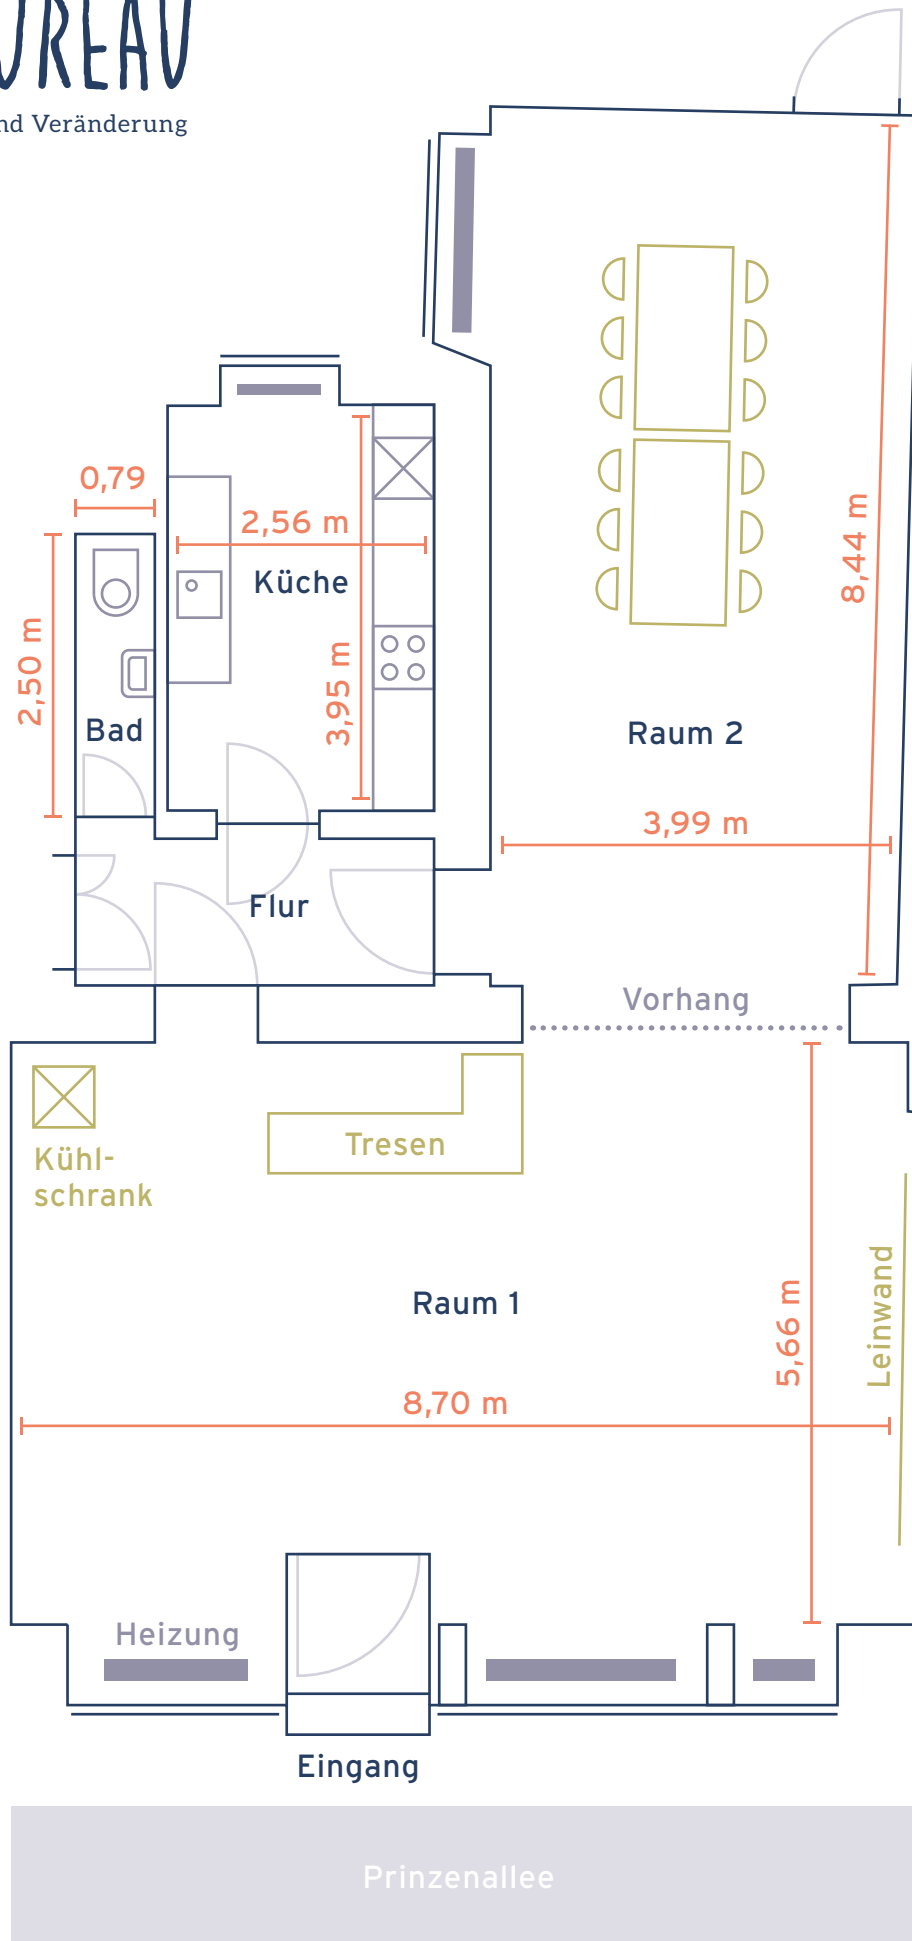 UREAU
nd Veränderung
0,79
2,56 m
Küche
8,44 m
2,50 m
3,95 m
Bad
Raum 2
3,99 m
Flur
Vorhang
Tresen
Kühl-
schrank
Leinwand
Raum 1
5,66 m
8,70 m
Heizung
Eingang
Prinzenallee